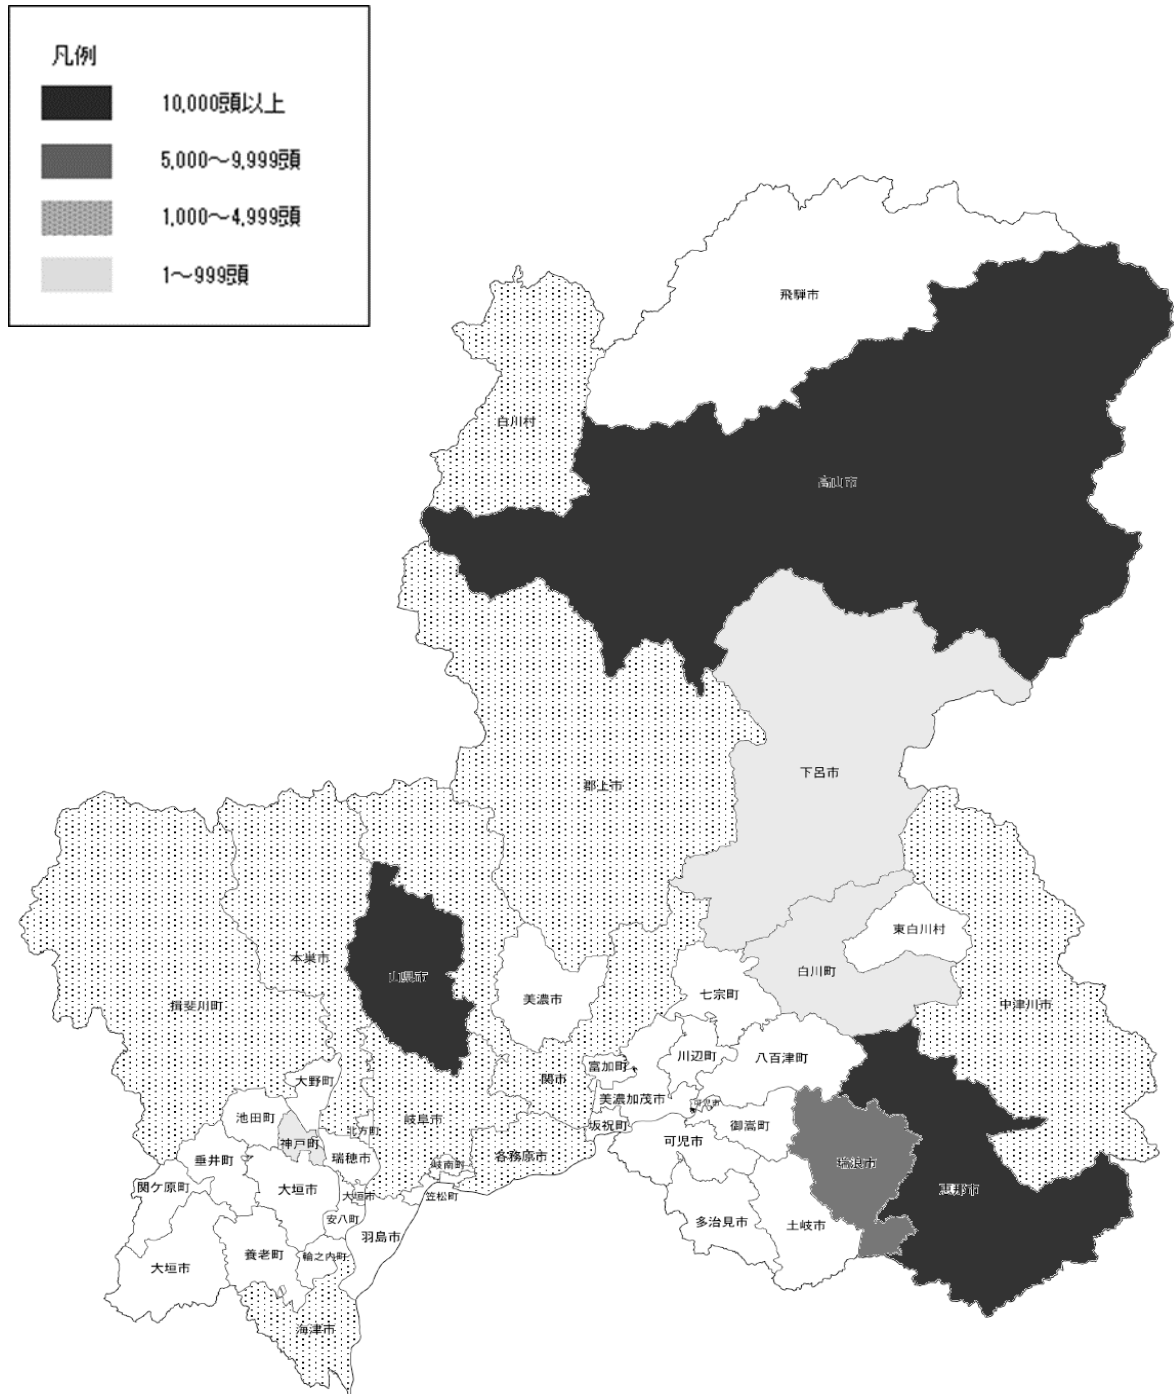 凡例
10,000頭以上
5,000～9,999頭
1,000～4,999頭
1～999頭
飛騨市
白川村
高山市
下呂市
郡上市
東白川村
白川町
本巣市
山県市
美濃市
七宗町
中津川市
揖斐川町
関市
富加町
川辺町
八百津町
大野町
美濃加茂市
池田町
岐阜市
北方町
坂祝町
可児市
御嵩町
神戸町
可児市
垂井町
瑞穂市
岐南町
各務原市
瑞浪市
関ケ原町
大垣市
大垣市
笠松町
恵那市
安八町
羽島市
多治見市
土岐市
養老町
輪之内町
大垣市
海津市